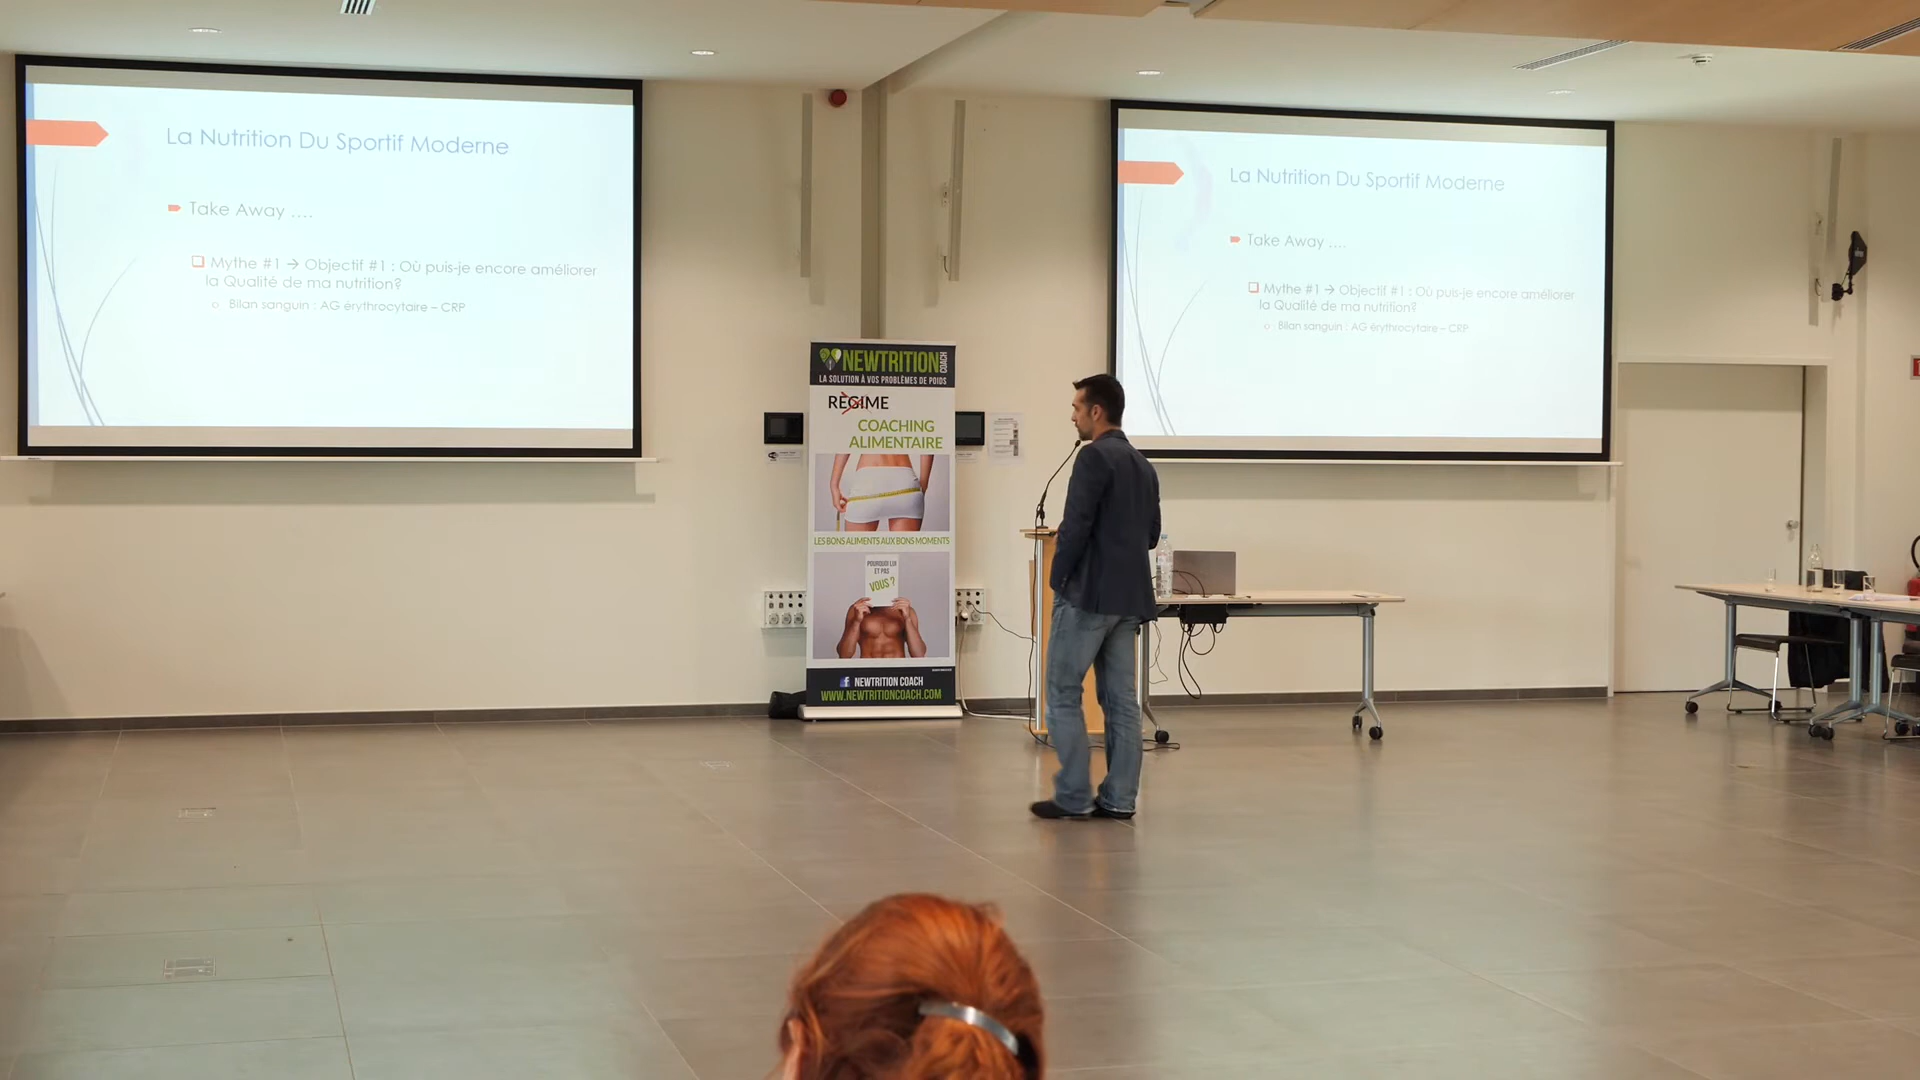 La Nutrition Du Sportif Moderne
Take Away ....
Mythe #1 → Objectif #1 : Où puis-je encore améliorer
la Qualité de ma nutrition?
Bilan sanguin : AG érythrocytaire – CRP
NEWTRITION COACH
LA SOLUTION À VOS PROBLÈMES DE POIDS
RÉGIME
COACHING
ALIMENTAIRE
LES BONS ALIMENTS AUX BONS MOMENTS
POURQUOI LUI
ET PAS
VOUS ?
NEWTRITION COACH
WWW.NEWTRITIONCOACH.COM
La Nutrition Du Sportif Moderne
Take Away ....
Mythe #1 → Objectif #1 : Où puis-je encore améliorer
la Qualité de ma nutrition?
Bilan sanguin : AG érythrocytaire – CRP